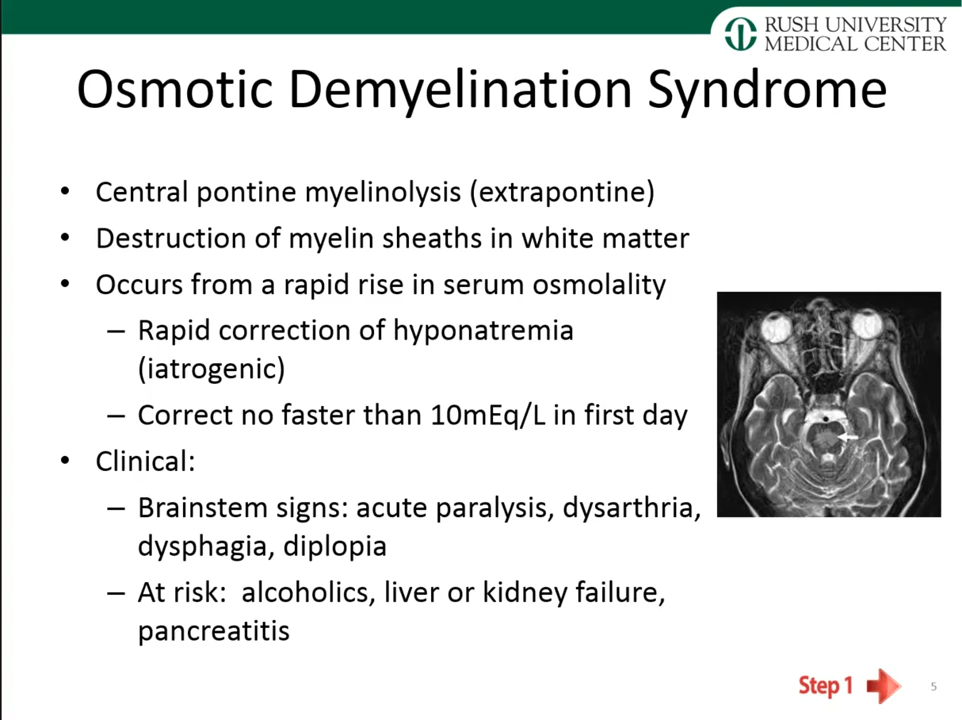 RUSH UNIVERSITY
MEDICAL CENTER
Osmotic Demyelination Syndrome
• Central pontine myelinolysis (extrapontine)
• Destruction of myelin sheaths in white matter
• Occurs from a rapid rise in serum osmolality
– Rapid correction of hyponatremia
(iatrogenic)
– Correct no faster than 10mEq/L in first day
• Clinical:
– Brainstem signs: acute paralysis, dysarthria,
dysphagia, diplopia
– At risk: alcoholics, liver or kidney failure,
pancreatitis
Step 1
5